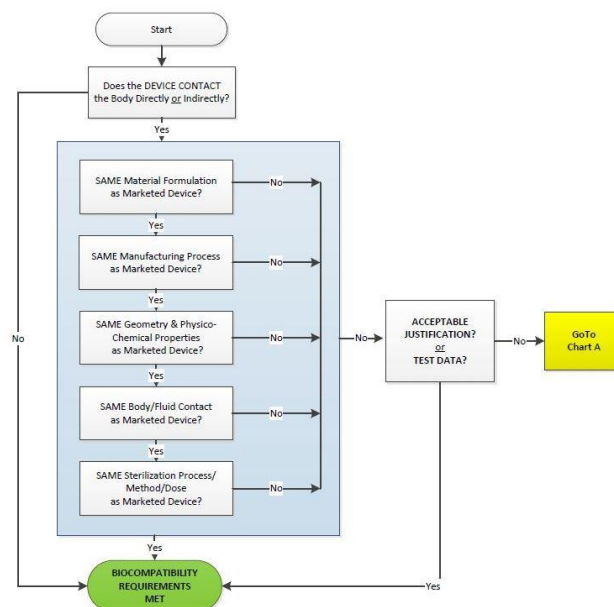 Start
Does the DEVICE CONTACT
the Body Directly or Indirectly?
Yes
SAME Material Formulation
as Marketed Device?
No
Yes
SAME Manufacturing Process
as Marketed Device?
No
Yes
SAME Geometry & Physico-
Chemical Properties
as Marketed Device?
No
Yes
SAME Body/Fluid Contact
as Marketed Device?
No
Yes
SAME Sterilization Process/
Method/Dose
as Marketed Device?
No
No
No
ACCEPTABLE
JUSTIFICATION?
or
TEST DATA?
No
GoTo
Chart A
Yes
Yes
BIOCOMPATIBILITY
REQUIREMENTS
MET